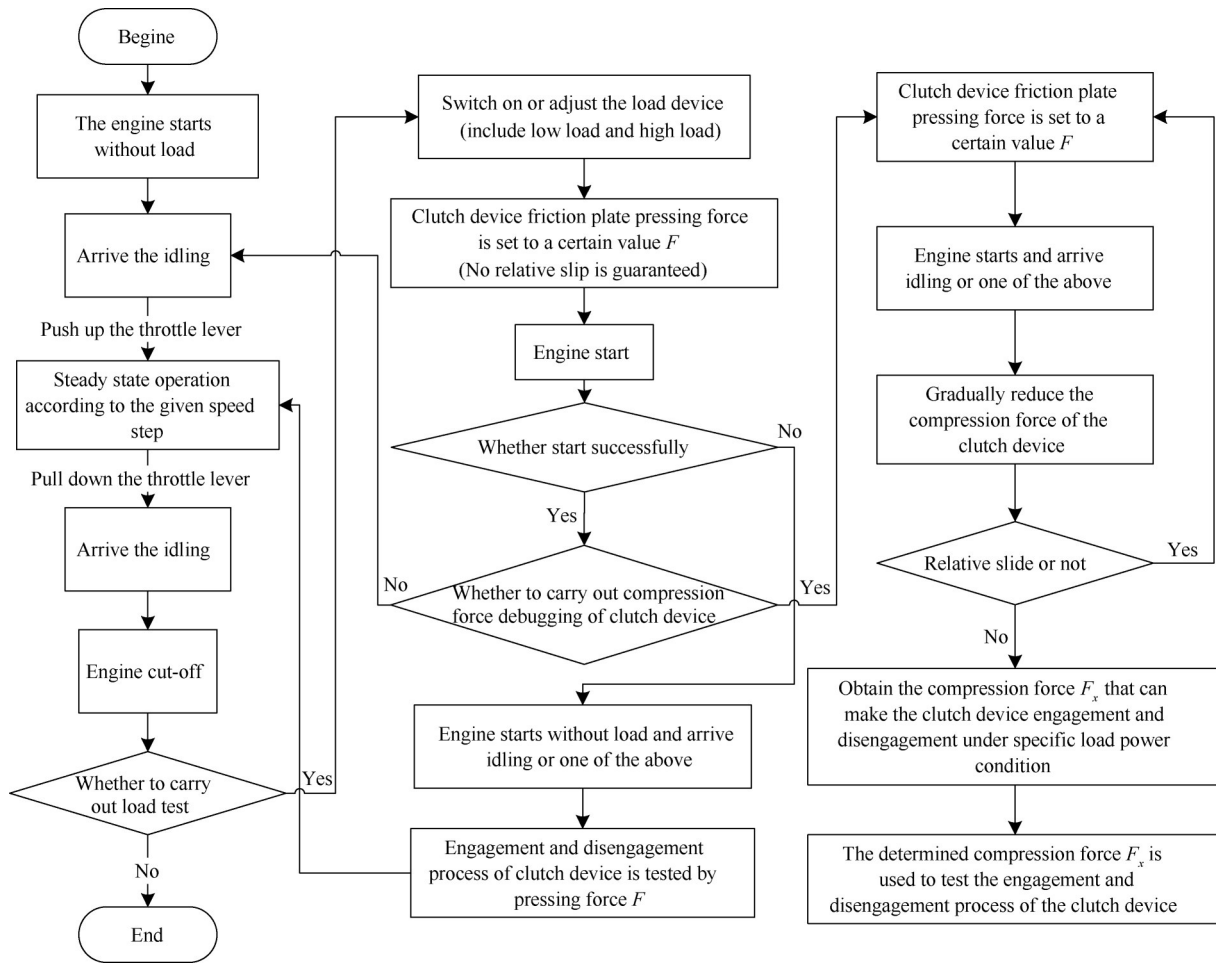 Begine
The engine starts
without load
Arrive the idling
Push up the throttle lever
Steady state operation
according to the given speed
step
Pull down the throttle lever
Arrive the idling
Engine cut-off
Whether to carry
out load test
Yes
No
End
Switch on or adjust the load device
(include low load and high load)
Clutch device friction plate pressing force
is set to a certain value F
(No relative slip is guaranteed)
Engine start
Whether start successfully
No
Yes
Whether to carry out compression
force debugging of clutch device
No
Yes
Engine starts without load and arrive
idling or one of the above
Engagement and disengagement
process of clutch device is tested by
pressing force F
Clutch device friction plate
pressing force is set to a
certain value F
Engine starts and arrive
idling or one of the above
Gradually reduce the
compression force of the
clutch device
Relative slide or not
Yes
No
Obtain the compression force Fx that can
make the clutch device engagement and
disengagement under specific load power
condition
The determined compression force Fx is
used to test the engagement and
disengagement process of the clutch device